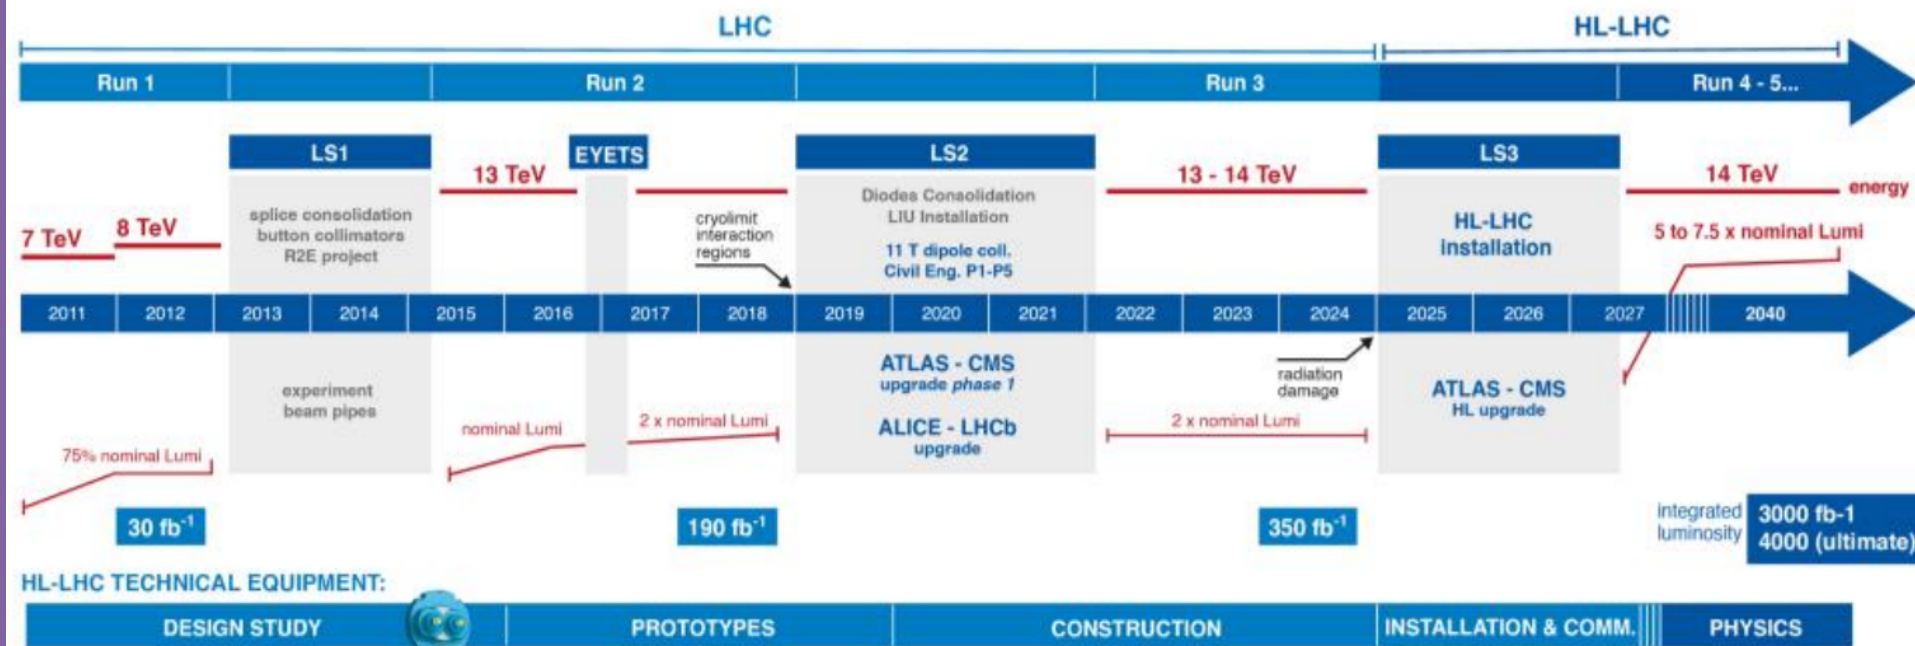 LHC
HL-LHC
Run 1
Run 2
Run 3
Run 4 - 5...
LS1
EYETS
LS2
LS3
13 TeV
13 - 14 TeV
14 TeV
energy
Diodes Consolidation
LIU Installation
11 T dipole coll.
Civil Eng. P1-P5
splice consolidation
button collimators
R2E project
cryolimit
interaction
regions
HL-LHC
installation
7 TeV
8 TeV
5 to 7.5 x nominal Lumi
2011
2012
2013
2014
2015
2016
2017
2018
2019
2020
2021
2022
2023
2024
2025
2026
2027
2040
experiment
beam pipes
ATLAS - CMS
upgrade phase 1
ALICE - LHCb
upgrade
radiation
damage
ATLAS - CMS
HL upgrade
75% nominal Lumi
nominal Lumi
2 x nominal Lumi
2 x nominal Lumi
30 fb⁻¹
190 fb⁻¹
350 fb⁻¹
integrated
luminosity
3000 fb-1
4000 (ultimate)
HL-LHC TECHNICAL EQUIPMENT:
DESIGN STUDY
PROTOTYPES
CONSTRUCTION
INSTALLATION & COMM.
PHYSICS